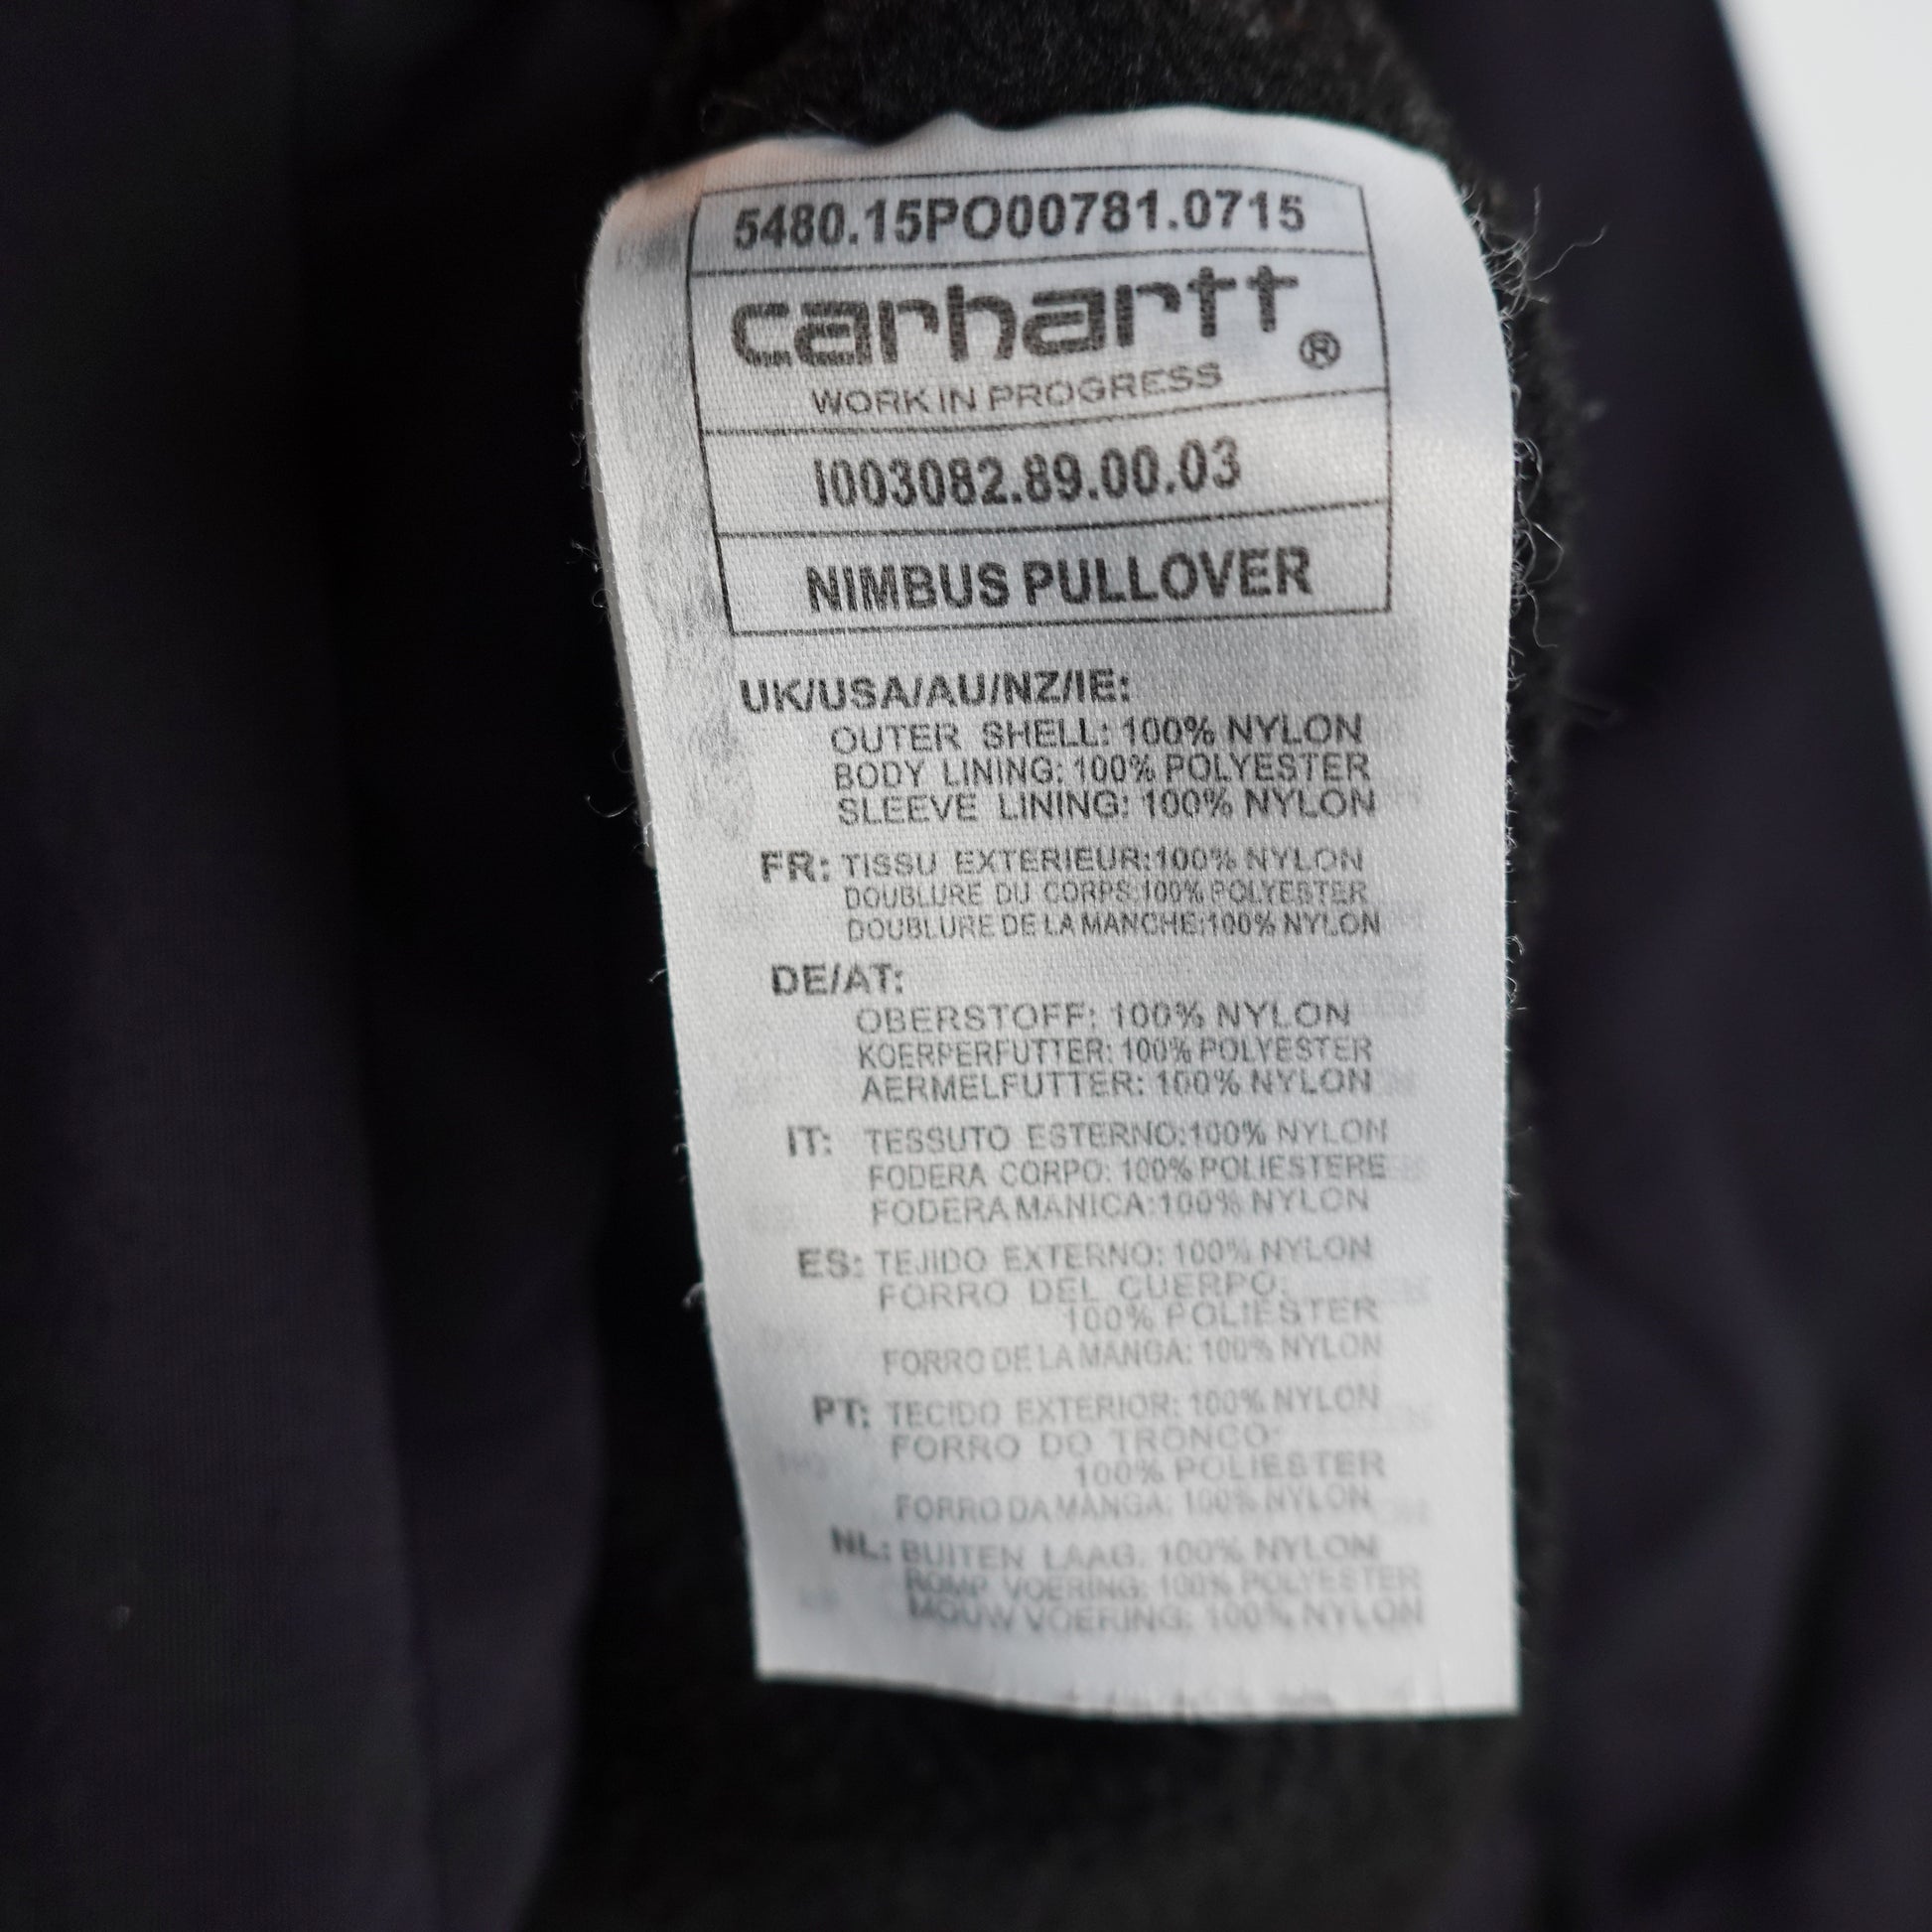 5480.15PO00781.0715
carhartt ®
WORK IN PROGRESS
I003082.89.00.03
NIMBUS PULLOVER
UK/USA/AU/NZ/IE:
OUTER SHELL: 100% NYLON
BODY LINING: 100% POLYESTER
SLEEVE LINING: 100% NYLON
FR: TISSU EXTERIEUR:100% NYLON
DOUBLURE DU CORPS:100% POLYESTER
DOUBLURE DE LA MANCHE:100% NYLON
DE/AT:
OBERSTOFF: 100% NYLON
KOERPERFUTTER: 100% POLYESTER
AERMELFUTTER: 100% NYLON
IT: TESSUTO ESTERNO:100% NYLON
FODERA CORPO: 100% POLIESTERE
FODERA MANICA:100% NYLON
ES: TEJIDO EXTERNO: 100% NYLON
FORRO DEL CUERPO:
100% POLIESTER
FORRO DE LA MANGA: 100% NYLON
PT: TECIDO EXTERIOR: 100% NYLON
FORRO DO TRONCO:
100% POLIESTER
FORRO DA MANGA: 100% NYLON
NL: BUITEN LAAG: 100% NYLON
ROMP VOERING: 100% POLYESTER
MOUW VOERING: 100% NYLON